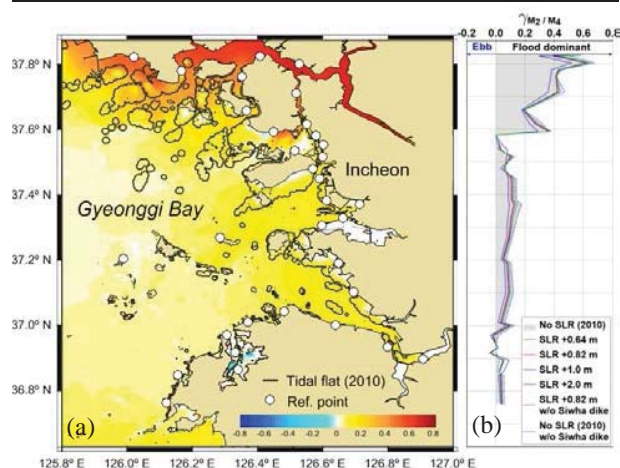 γM2 / M4
-0.2 0.0 0.2 0.4 0.6 0.8
Ebb Flood dominant
37.8°N
37.6°N
37.4°N
37.2°N
37.0°N
36.8°N
Incheon
Gyeonggi Bay
Tidal flat (2010)
Ref. point
(a)
-0.8 -0.6 -0.4 -0.2 0 0.2 0.4 0.6 0.8
125.8°E 126.0°E 126.2°E 126.4°E 126.6°E 126.8°E 127.0°E
No SLR (2010)
SLR +0.64 m
SLR +0.82 m
SLR +1.0 m
SLR +2.0 m
SLR +0.82 m
w/o Siwha dike
No SLR (2010)
w/o Siwha dike
(b)